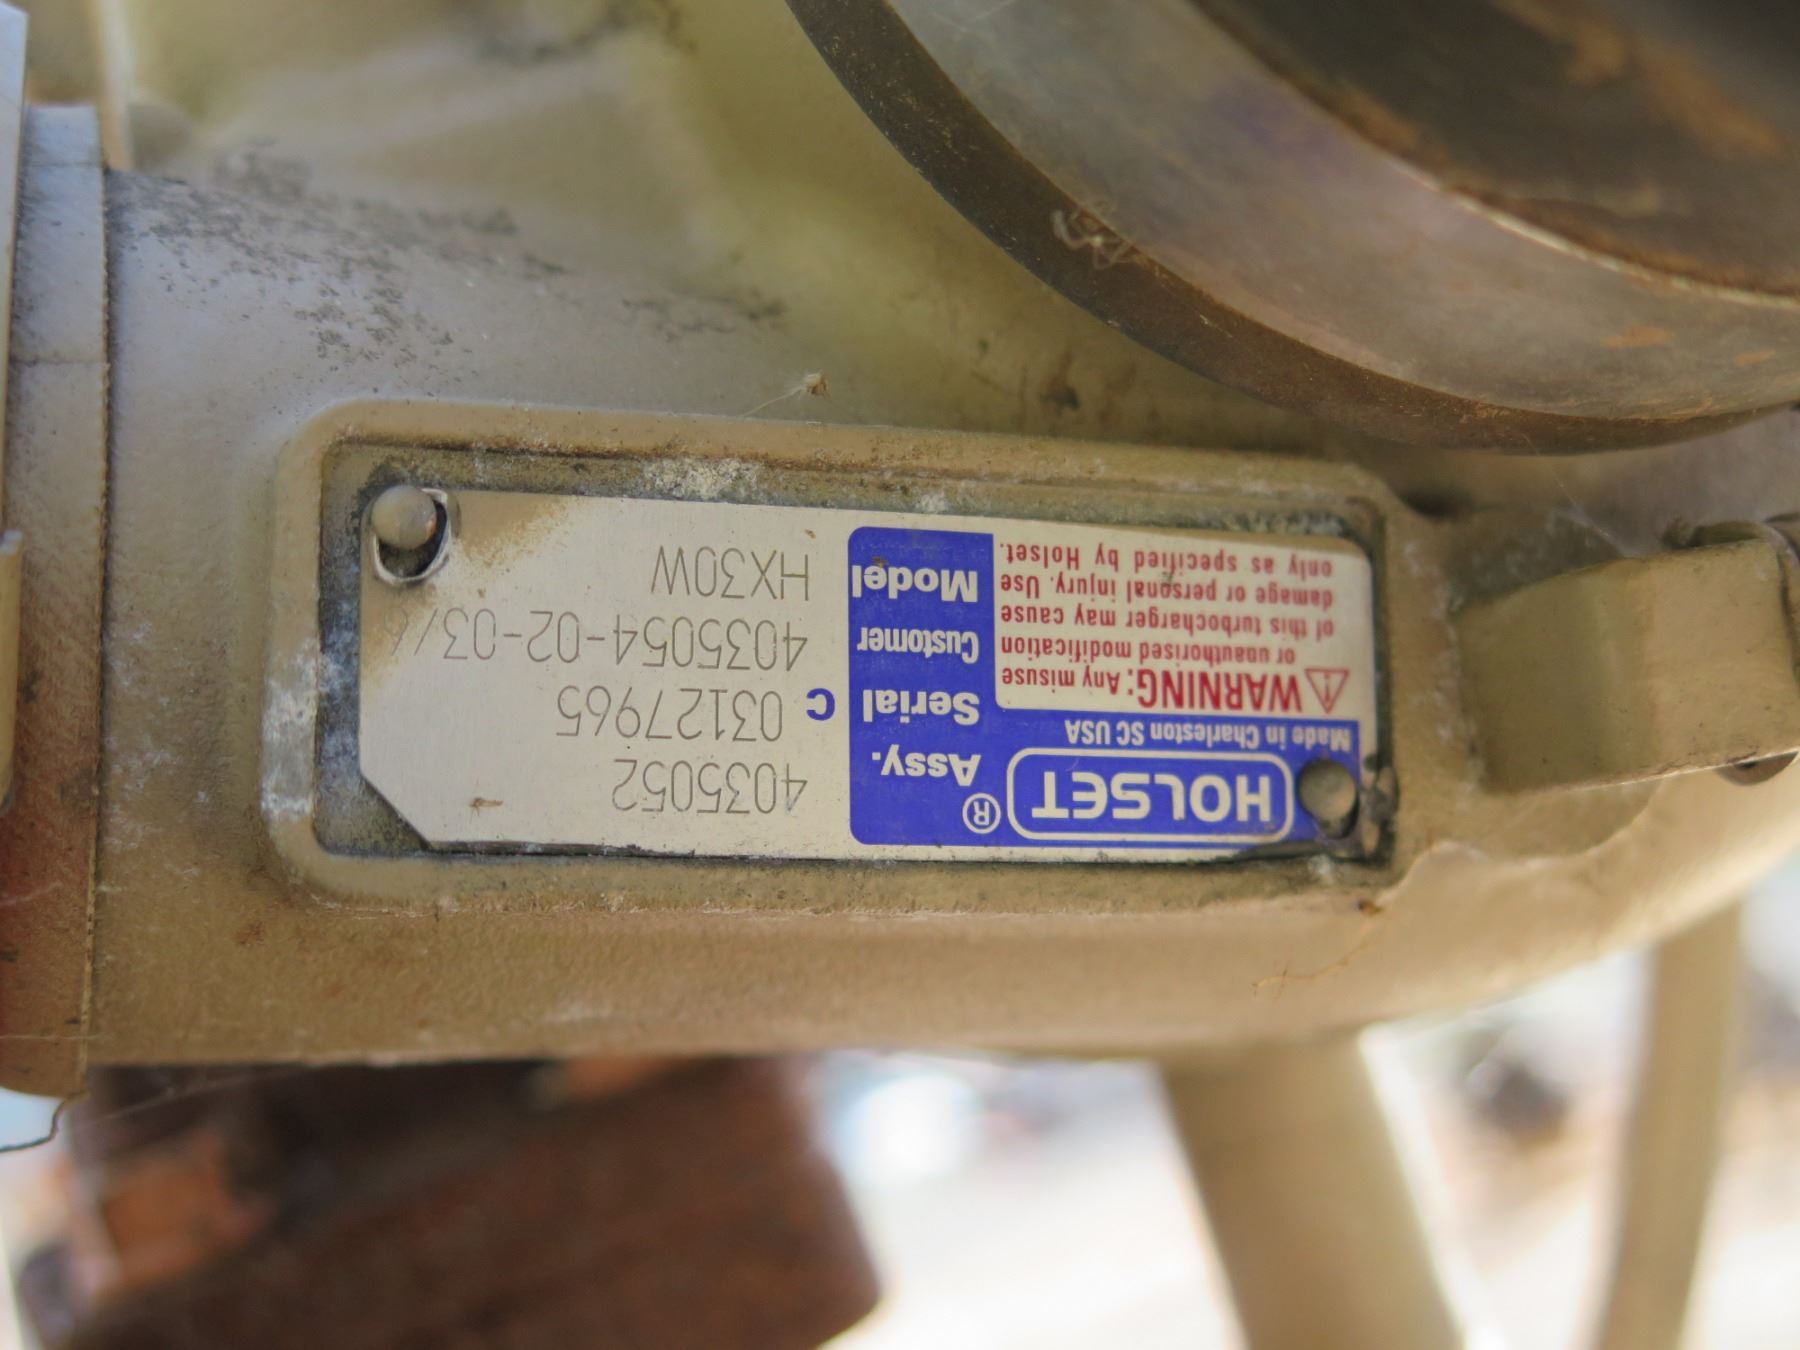 HOLSET ®
Made in Charleston SC USA
WARNING: Any misuse
or unauthorised modification
of this turbocharger may cause
damage or personal injury. Use
only as specified by Holset.
Assy. 4035052
Serial C 03127965
Customer 4035054-02-03/
Model HX30W